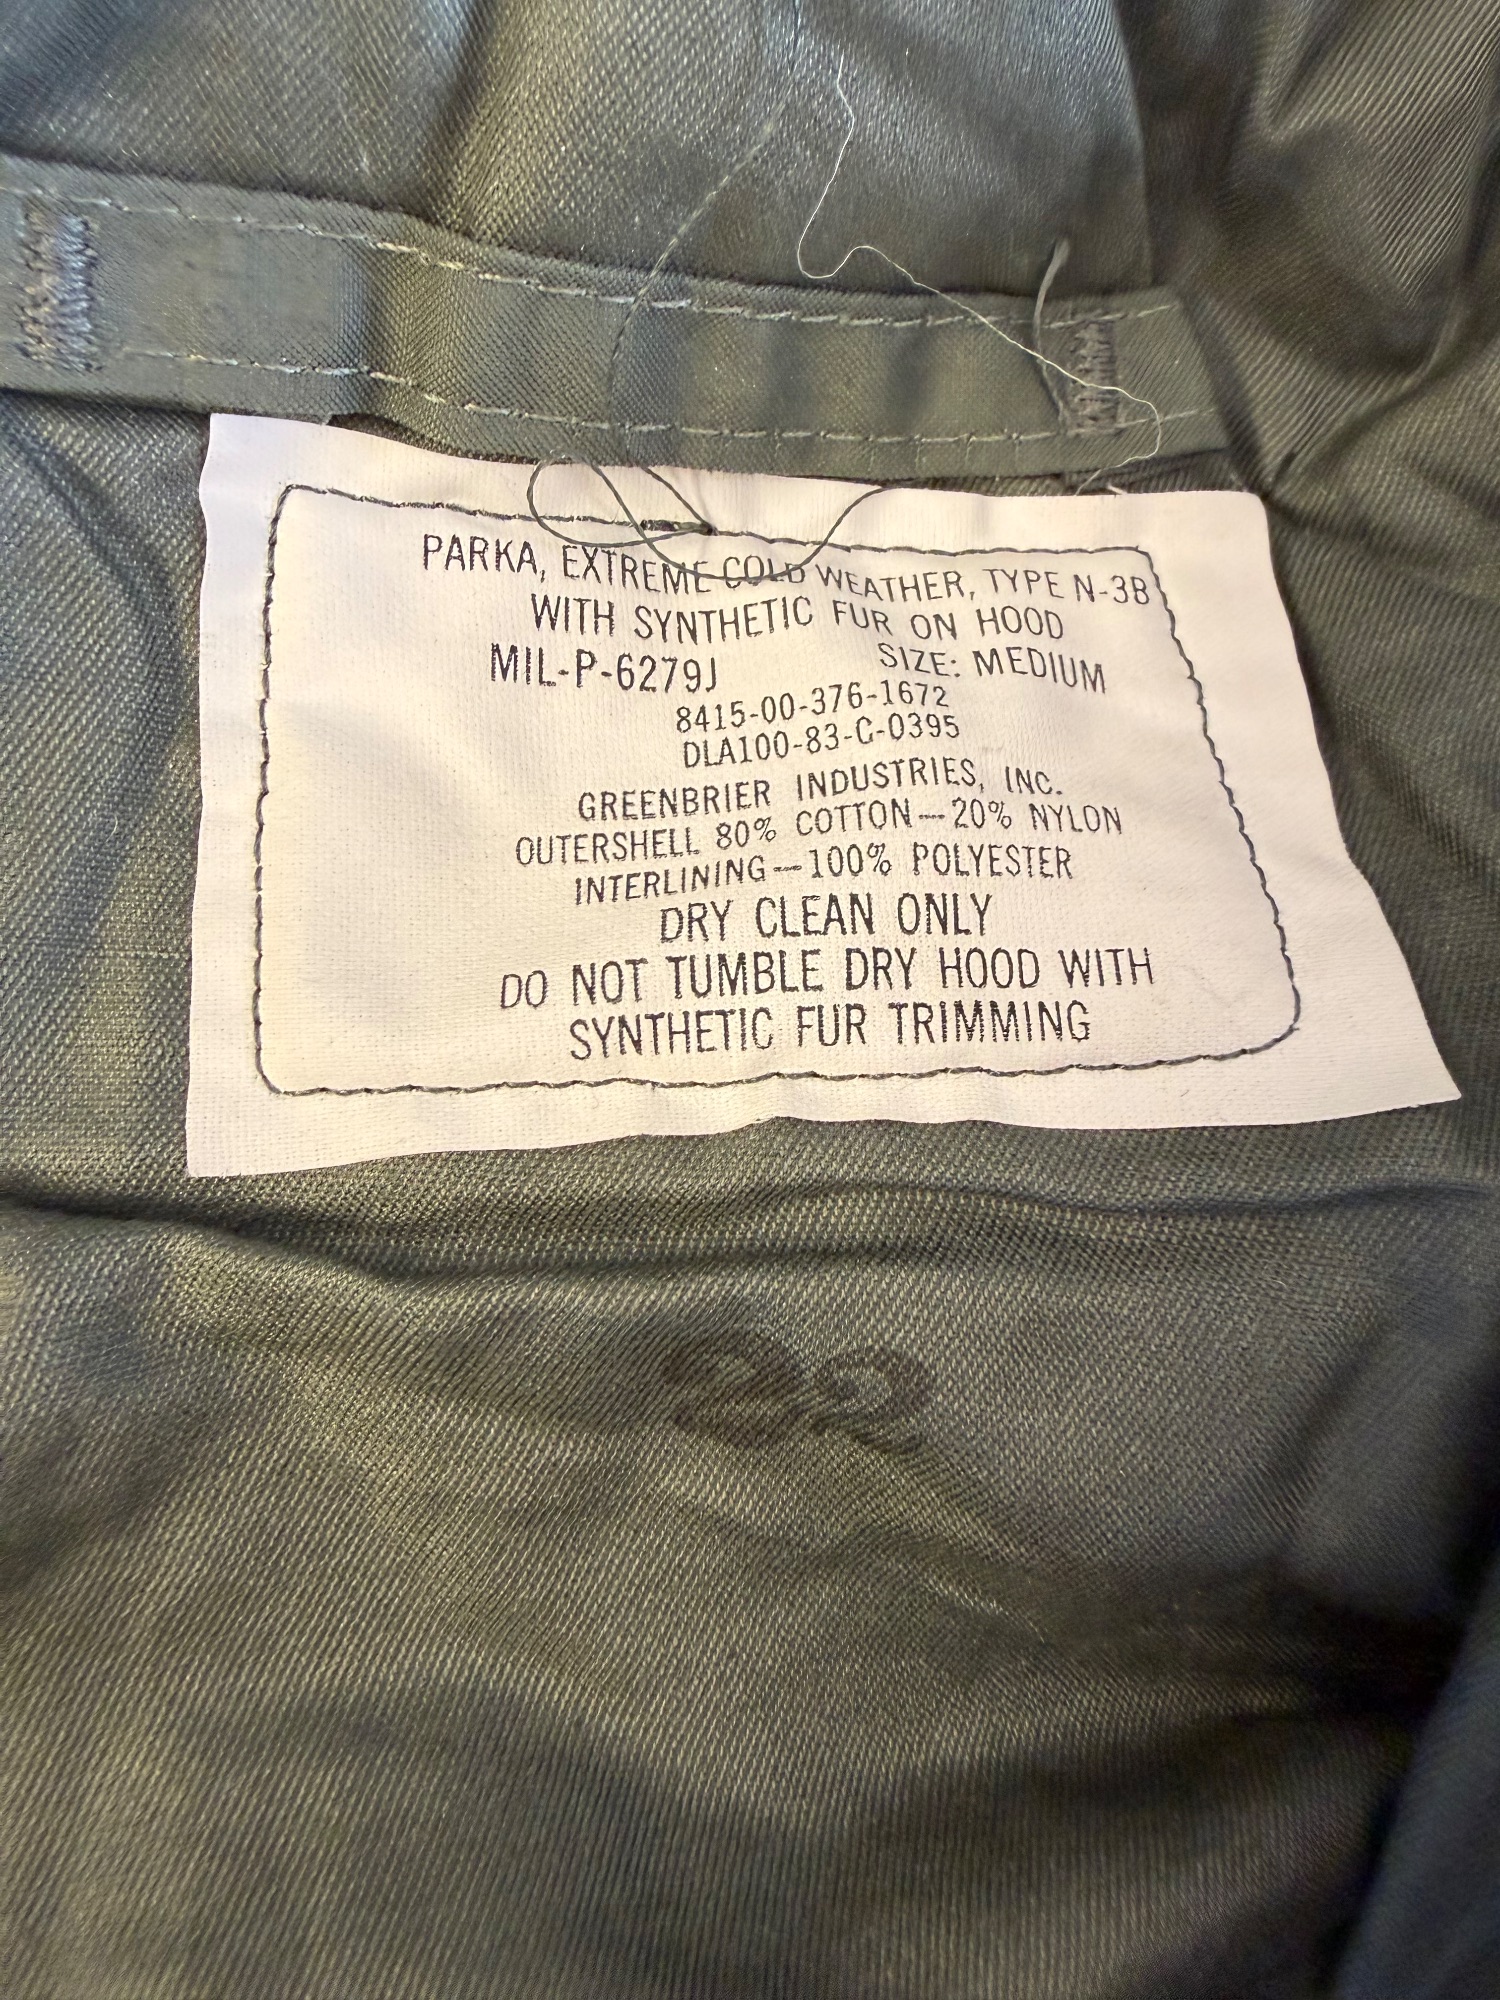 PARKA, EXTREME COLD WEATHER, TYPE N-3B
WITH SYNTHETIC FUR ON HOOD
MIL-P-6279J SIZE: MEDIUM
8415-00-376-1672
DLA100-83-C-0395
GREENBRIER INDUSTRIES, INC.
OUTERSHELL 80% COTTON—20% NYLON
INTERLINING—100% POLYESTER
DRY CLEAN ONLY
DO NOT TUMBLE DRY HOOD WITH
SYNTHETIC FUR TRIMMING